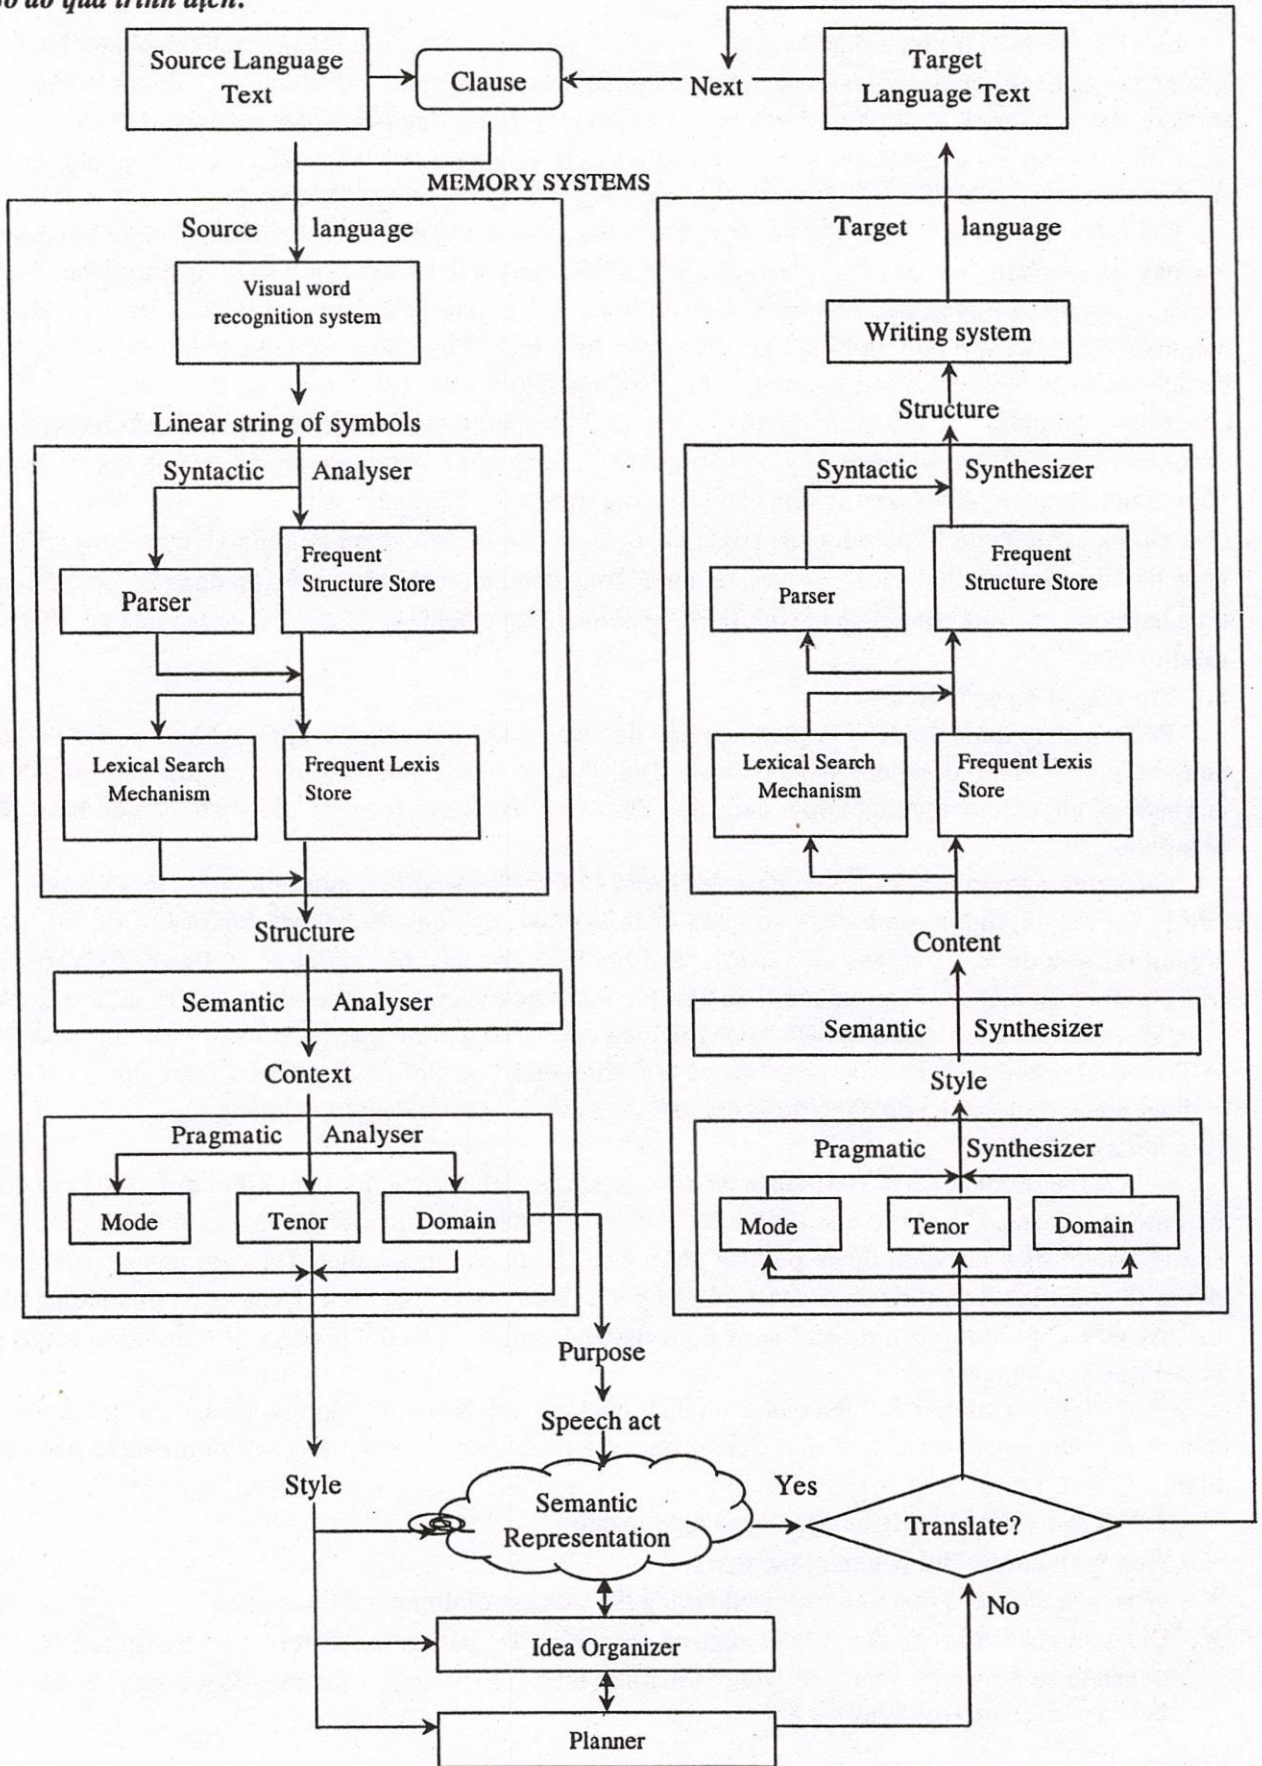 đồ quá trình dịch:
Source Language
Text
Clause
Next
Target
Language Text
MEMORY SYSTEMS
Source language
Visual word
recognition system
Linear string of symbols
Syntactic Analyser
Parser
Frequent
Structure Store
Lexical Search
Mechanism
Frequent Lexis
Store
Structure
Semantic Analyser
Context
Pragmatic Analyser
Mode
Tenor
Domain
Purpose
Speech act
Style
Semantic
Representation
Idea Organizer
Planner
Yes
Translate?
No
Target language
Writing system
Structure
Syntactic Synthesizer
Parser
Frequent
Structure Store
Lexical Search
Mechanism
Frequent Lexis
Store
Content
Semantic Synthesizer
Style
Pragmatic Synthesizer
Mode
Tenor
Domain